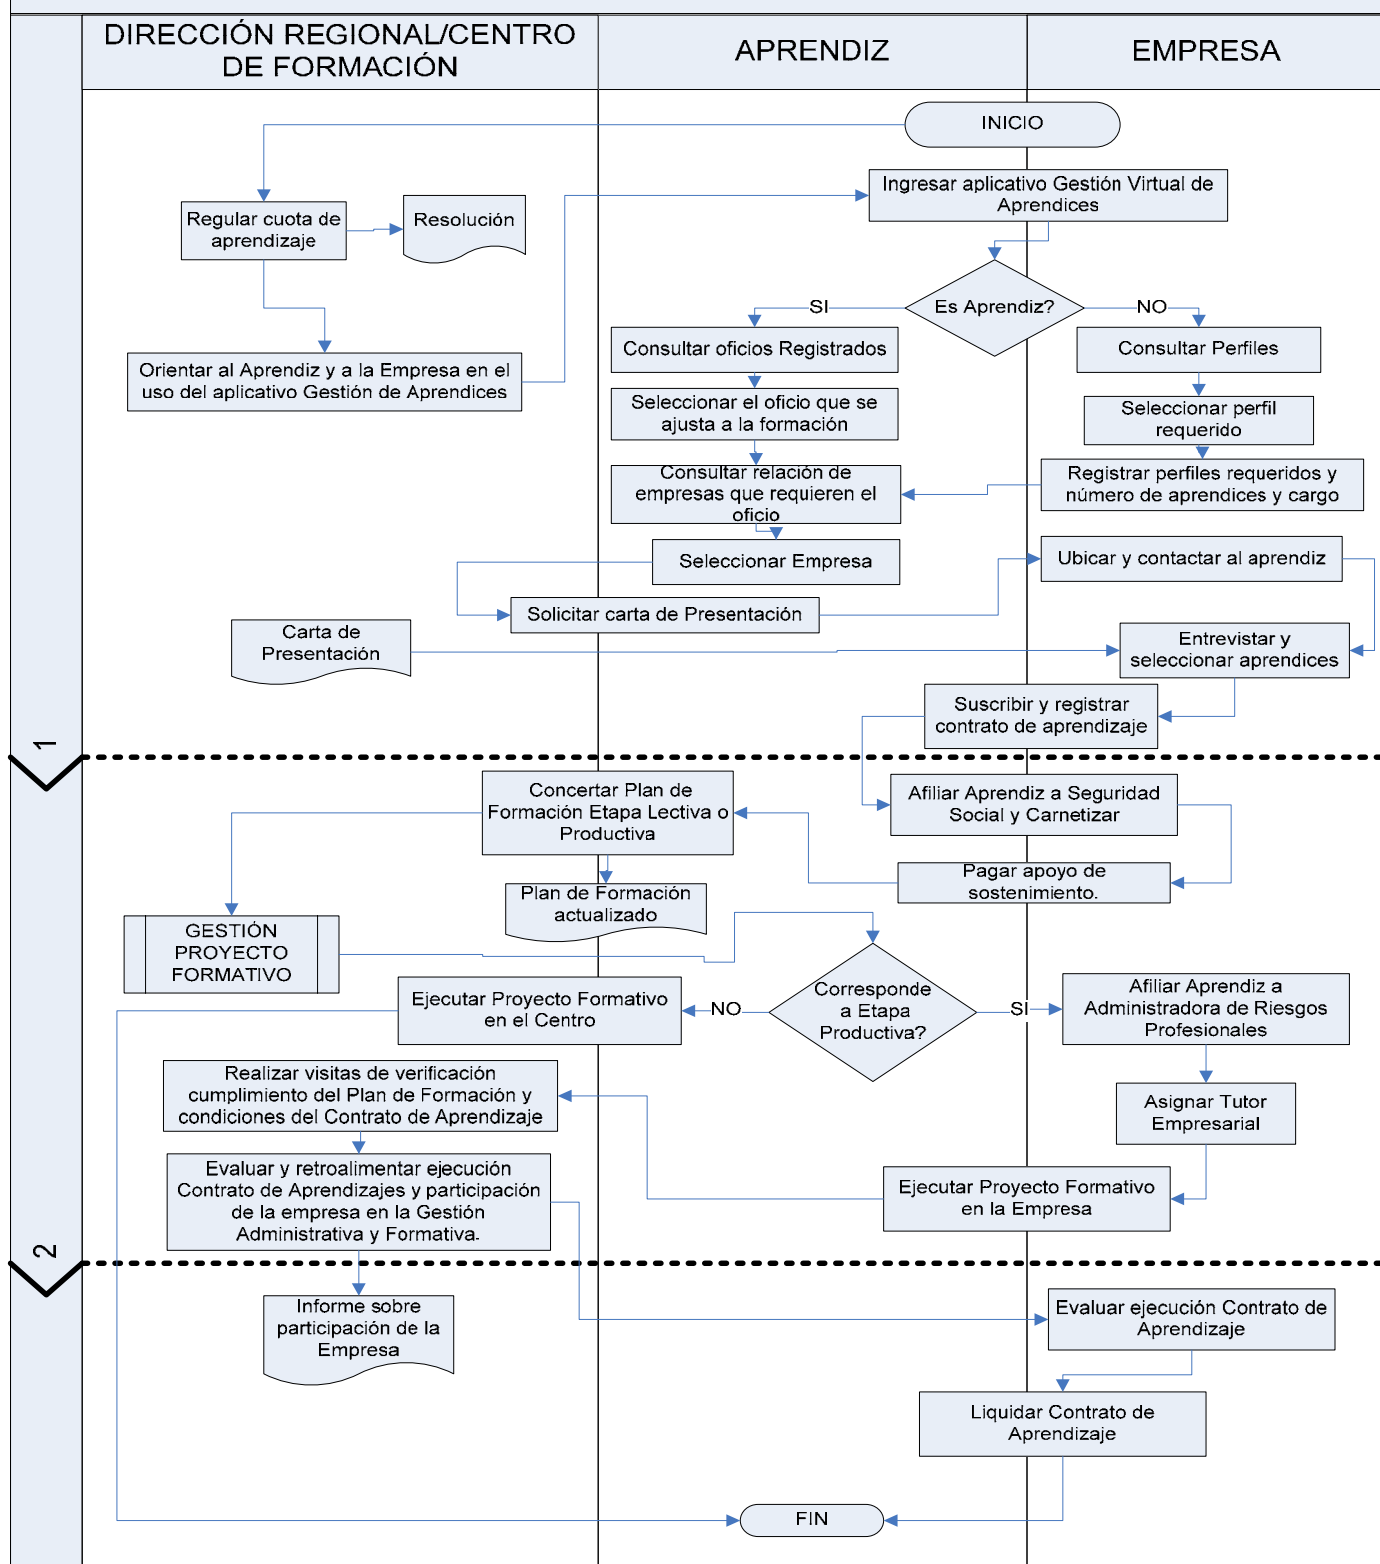 DIRECCIÓN REGIONAL/CENTRO
DE FORMACIÓN
APRENDIZ
EMPRESA
INICIO
Ingresar aplicativo Gestión Virtual de
Aprendices
Regular cuota de
aprendizaje
Resolución
Es Aprendiz?
SI
NO
Consultar oficios Registrados
Consultar Perfiles
Orientar al Aprendiz y a la Empresa en el
uso del aplicativo Gestión de Aprendices
Seleccionar el oficio que se
ajusta a la formación
Seleccionar perfil
requerido
Consultar relación de
empresas que requieren el
oficio
Registrar perfiles requeridos y
número de aprendices y cargo
Seleccionar Empresa
Ubicar y contactar al aprendiz
Solicitar carta de Presentación
Carta de
Presentación
Entrevistar y
seleccionar aprendices
Suscribir y registrar
contrato de aprendizaje
1
Concertar Plan de
Formación Etapa Lectiva o
Productiva
Afiliar Aprendiz a Seguridad
Social y Carnetizar
Pagar apoyo de
sostenimiento.
Plan de Formación
actualizado
GESTIÓN
PROYECTO
FORMATIVO
Corresponde
a Etapa
Productiva?
NO
SI
Ejecutar Proyecto Formativo
en el Centro
Afiliar Aprendiz a
Administradora de Riesgos
Profesionales
Realizar visitas de verificación
cumplimiento del Plan de Formación y
condiciones del Contrato de Aprendizaje
Asignar Tutor
Empresarial
Evaluar y retroalimentar ejecución
Contrato de Aprendizajes y participación
de la empresa en la Gestión
Administrativa y Formativa.
Ejecutar Proyecto Formativo
en la Empresa
2
Informe sobre
participación de la
Empresa
Evaluar ejecución Contrato de
Aprendizaje
Liquidar Contrato de
Aprendizaje
FIN